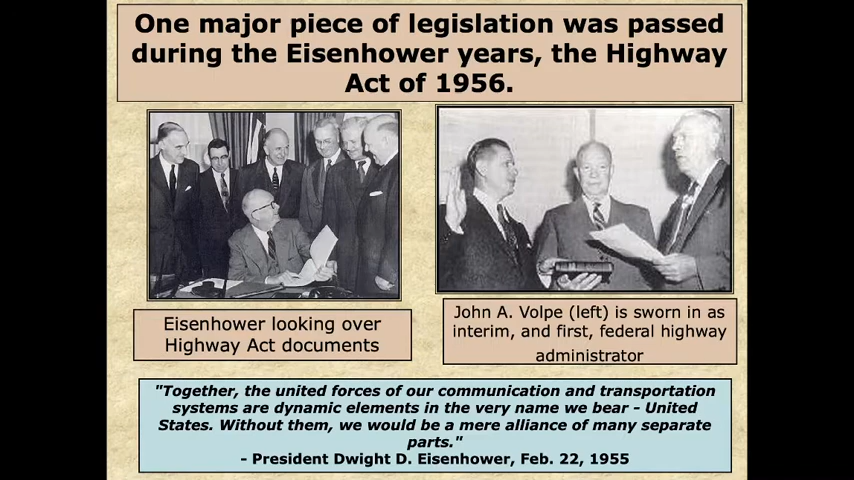 One major piece of legislation was passed
during the Eisenhower years, the Highway
Act of 1956.
Eisenhower looking over
Highway Act documents
John A. Volpe (left) is sworn in as
interim, and first, federal highway
administrator
"Together, the united forces of our communication and transportation
systems are dynamic elements in the very name we bear - United
States. Without them, we would be a mere alliance of many separate
parts."
- President Dwight D. Eisenhower, Feb. 22, 1955